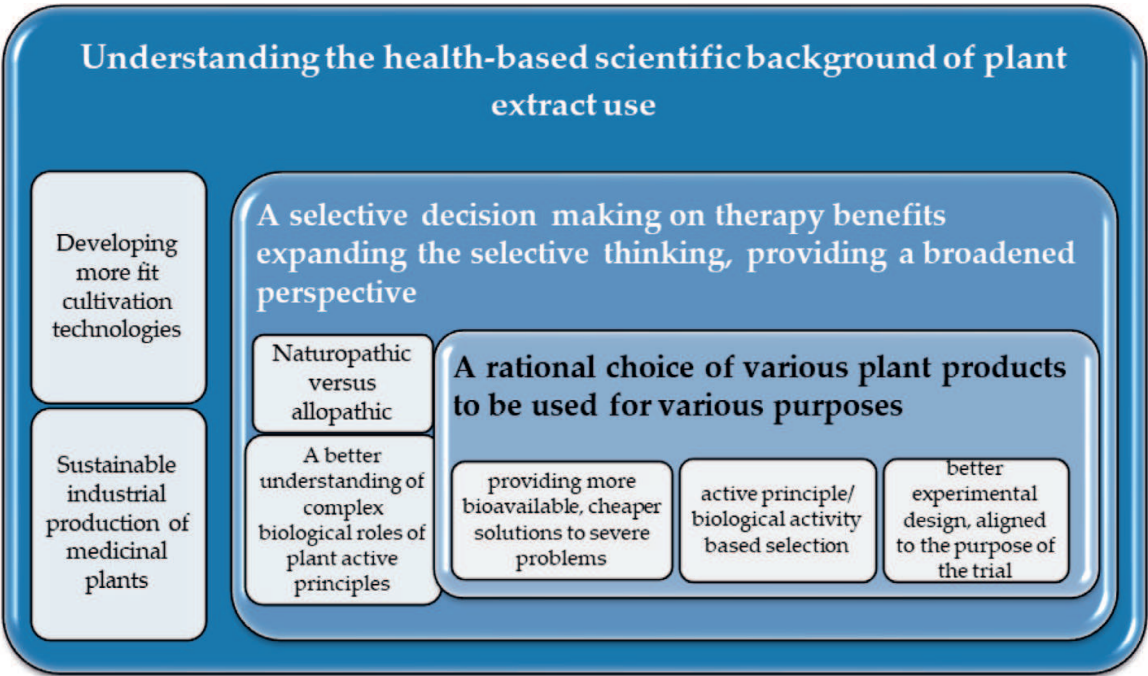 Understanding the health-based scientific background of plant
extract use
Developing
more fit
cultivation
technologies
Sustainable
industrial
production of
medicinal
plants
A selective decision making on therapy benefits
expanding the selective thinking, providing a broadened
perspective
Naturopathic
versus
allopathic
A better
understanding of
complex
biological roles of
plant active
principles
A rational choice of various plant products
to be used for various purposes
providing more
bioavailable, cheaper
solutions to severe
problems
active principle/
biological activity
based selection
better
experimental
design, aligned
to the purpose of
the trial